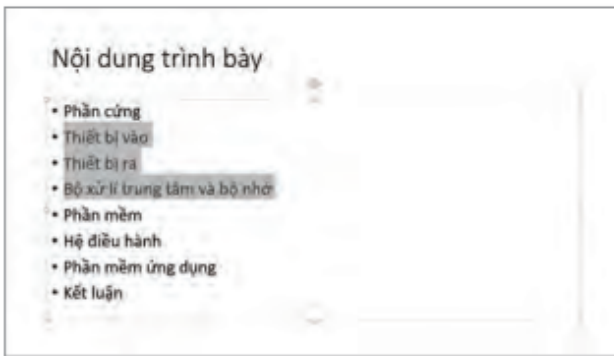 Nội dung trình bày
• Phần cứng
• Thiết bị vào
• Thiết bị ra
• Bộ xử lí trung tâm và bộ nhớ
• Phần mềm
• Hệ điều hành
• Phần mềm ứng dụng
• Kết luận